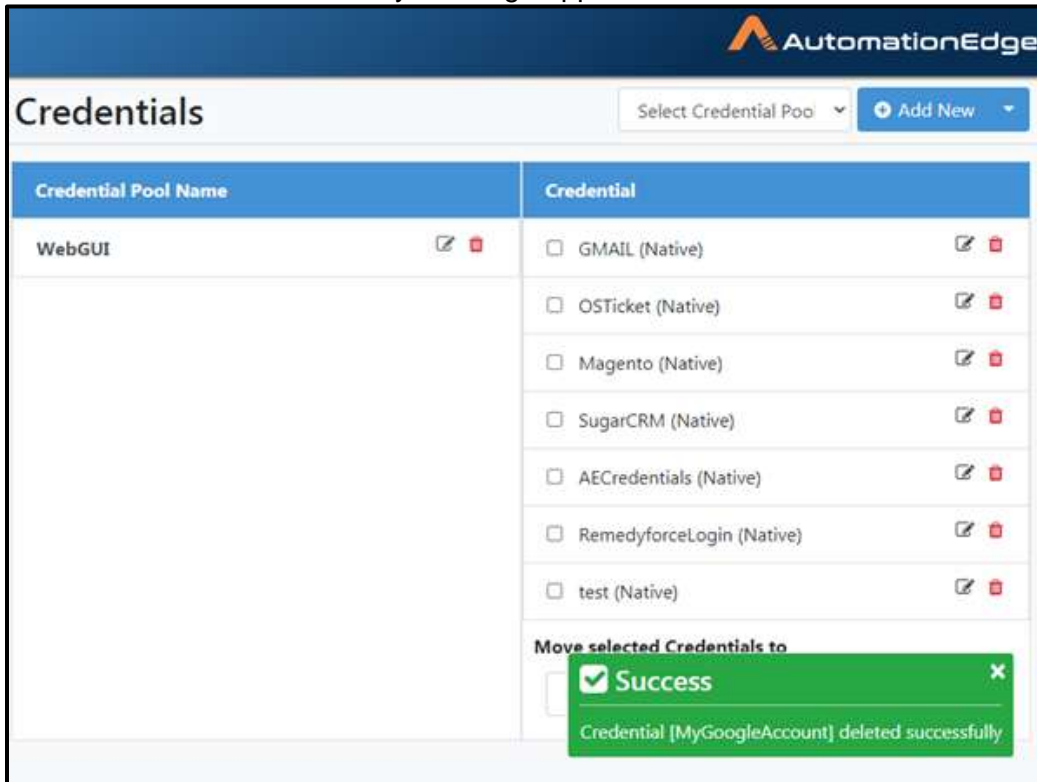 AutomationEdge
Credentials
Select Credential Poo
Add New
Credential Pool Name
Credential
WebGUI
GMAIL (Native)
OSTicket (Native)
Magento (Native)
SugarCRM (Native)
AECredentials (Native)
RemedyforceLogin (Native)
test (Native)
Move selected Credentials to
Success
Credential [MyGoogleAccount] deleted successfully